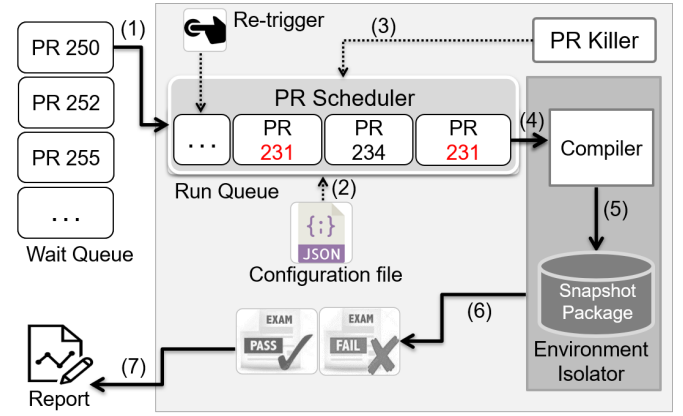 PR 250
PR 252
PR 255
...
Wait Queue
(1)
Re-trigger
(3)
PR Killer
PR Scheduler
...
PR
231
PR
234
PR
231
Run Queue
(2)
{;}
JSON
Configuration file
(4)
Compiler
(5)
Snapshot
Package
Environment
Isolator
(6)
EXAM
PASS
EXAM
FAIL
(7)
Report